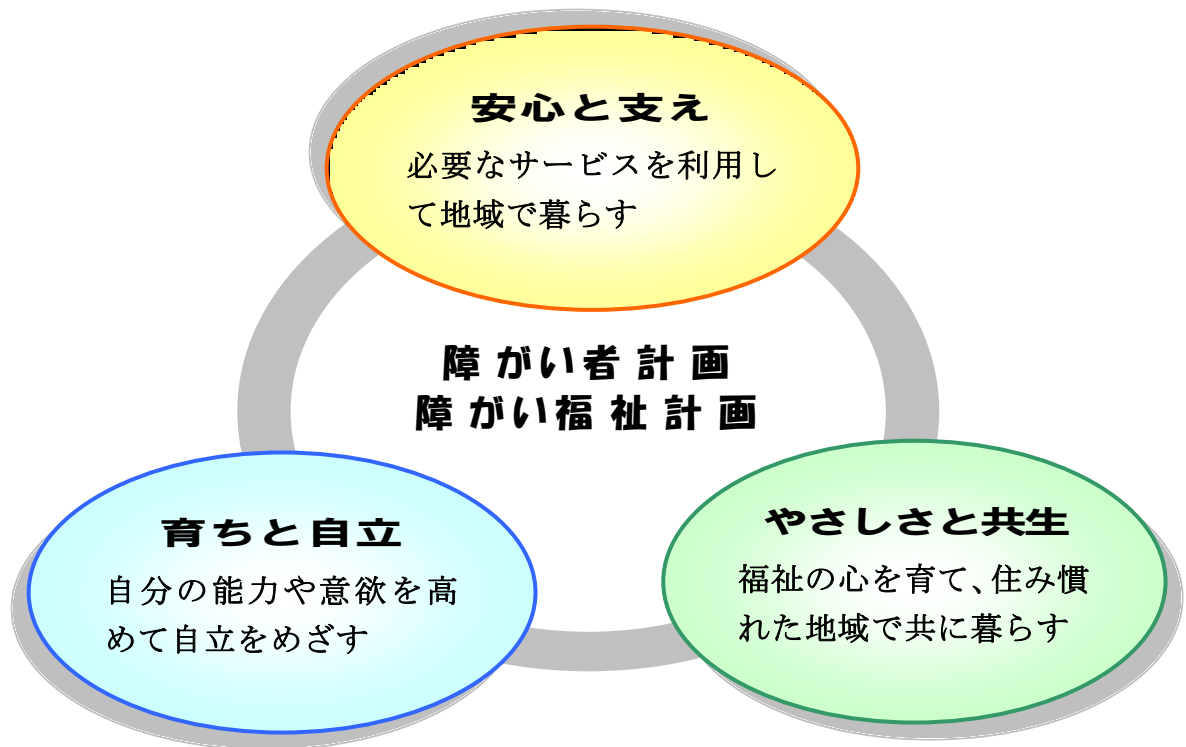 安心と支え
必要なサービスを利用し
て地域で暮らす
障がい者計画
障がい福祉計画
育ちと自立
自分の能力や意欲を高
めて自立をめざす
やさしさと共生
福祉の心を育て、住み慣
れた地域で共に暮らす